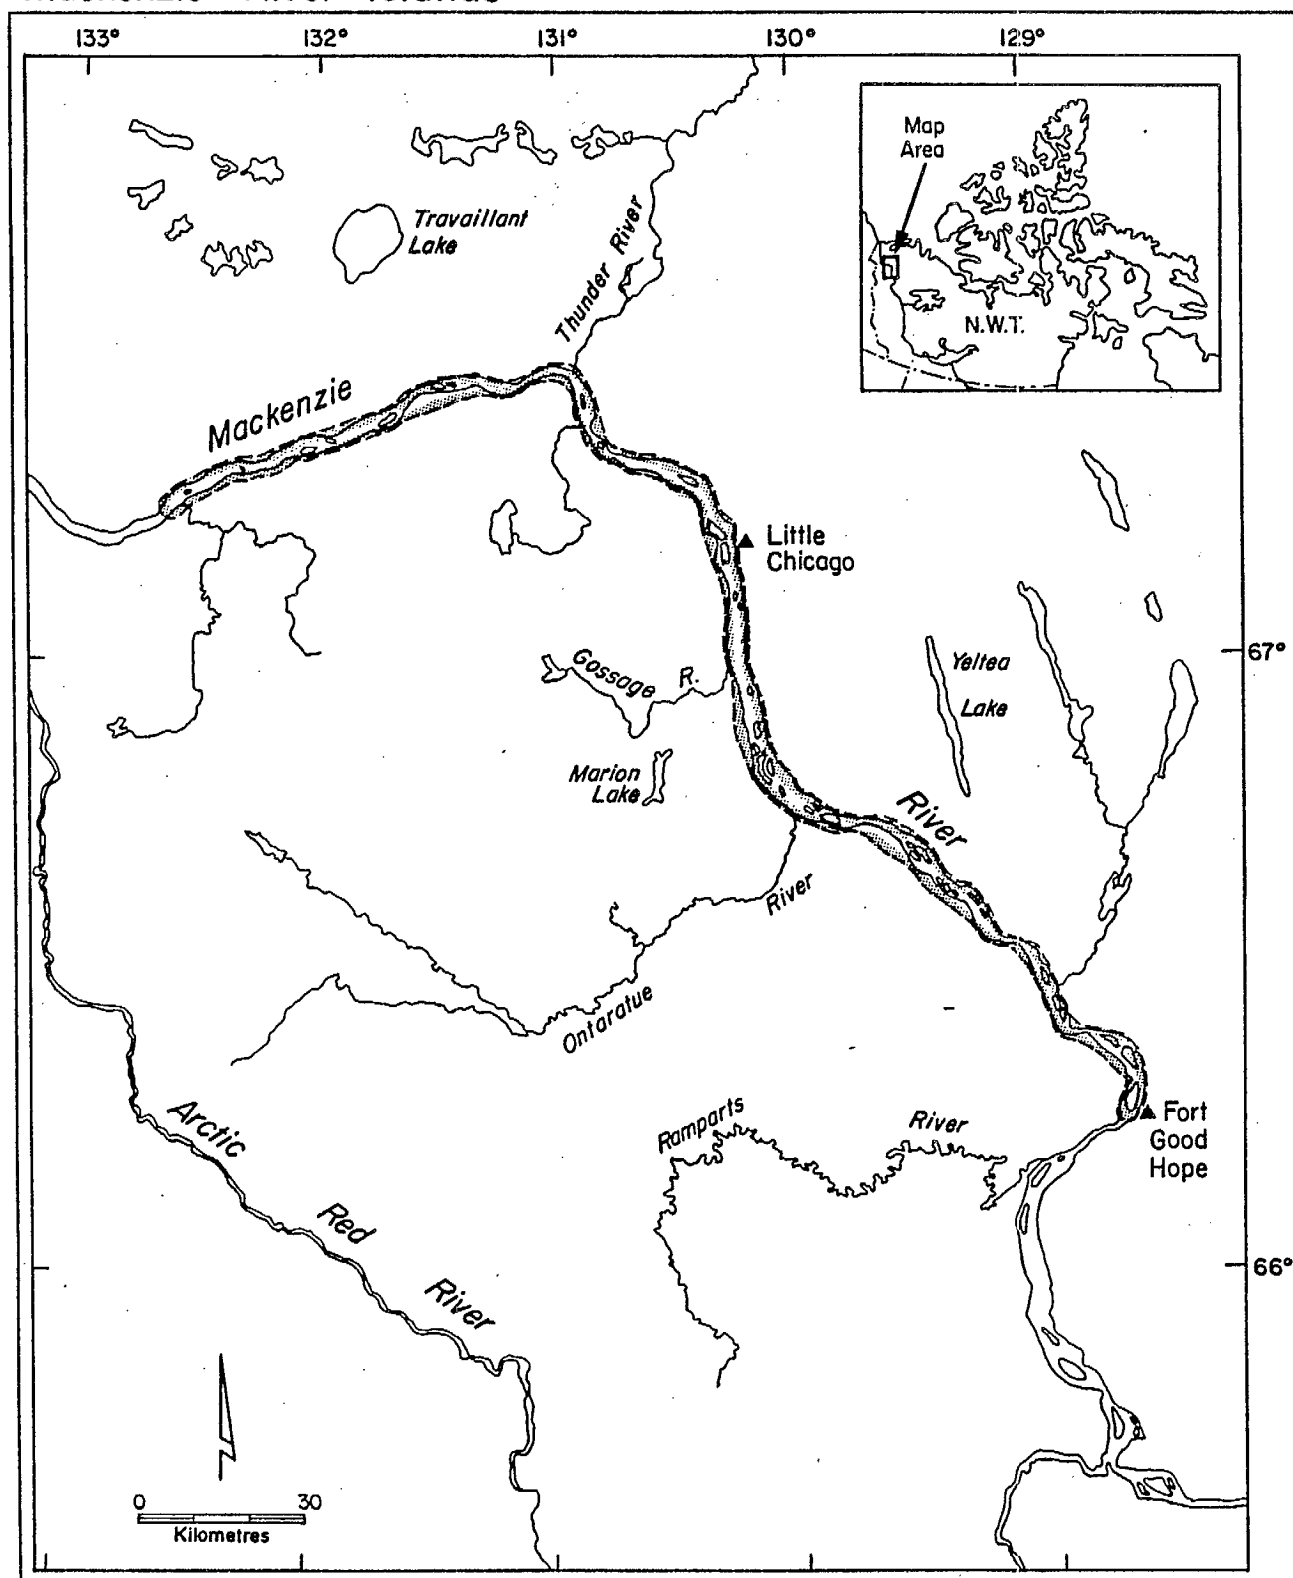 133° 132° 131° 130° 129°
Map
Area
N.W.T.
Travaillant
Lake
Thunder River
Mackenzie
Little
Chicago
67°
Gossage R.
Yeltea
Lake
Marion
Lake
River
River
Ontaratue
Arctic
Red
River
Ramparts River
Fort
Good
Hope
66°
0 30
Kilometres